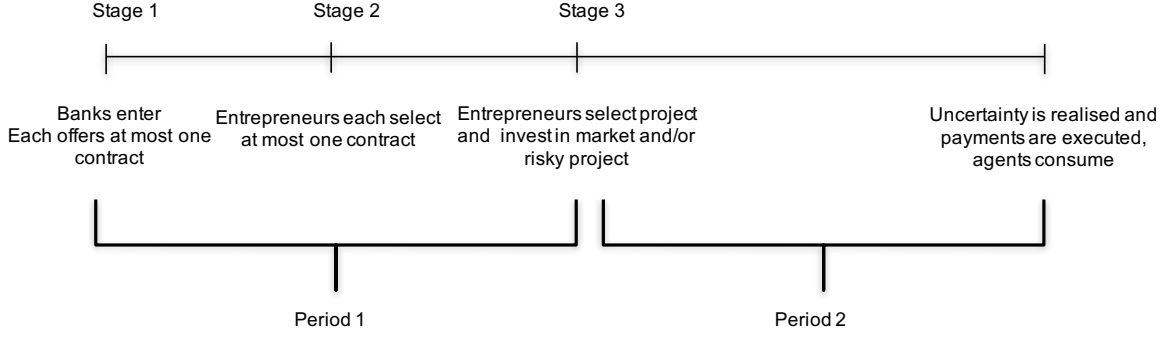 Stage 1
Stage 2
Stage 3
Banks enter
Each offers at most one
contract
Entrepreneurs each select
at most one contract
Entrepreneurs select project
and invest in market and/or
risky project
Uncertainty is realised and
payments are executed,
agents consume
Period 1
Period 2